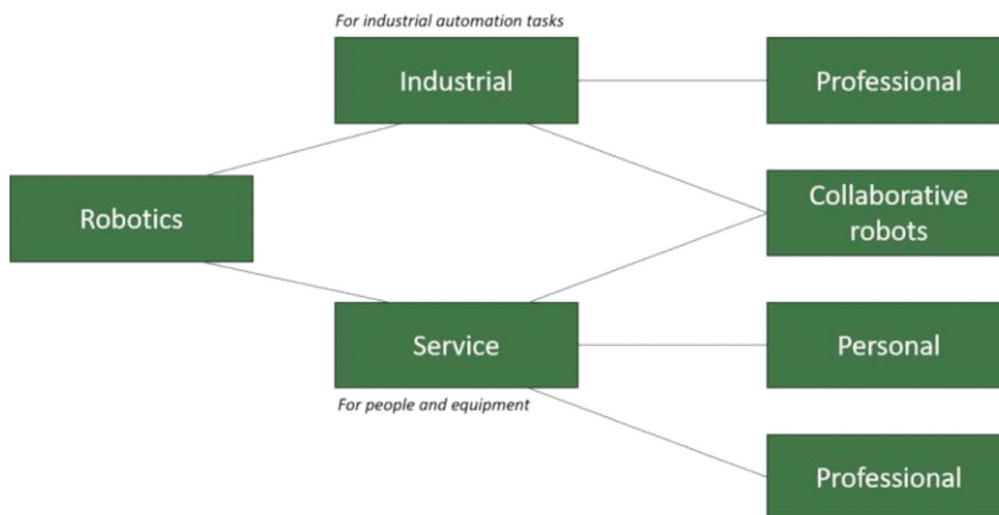 For industrial automation tasks
Industrial
Professional
Robotics
Collaborative
robots
Service
Personal
For people and equipment
Professional